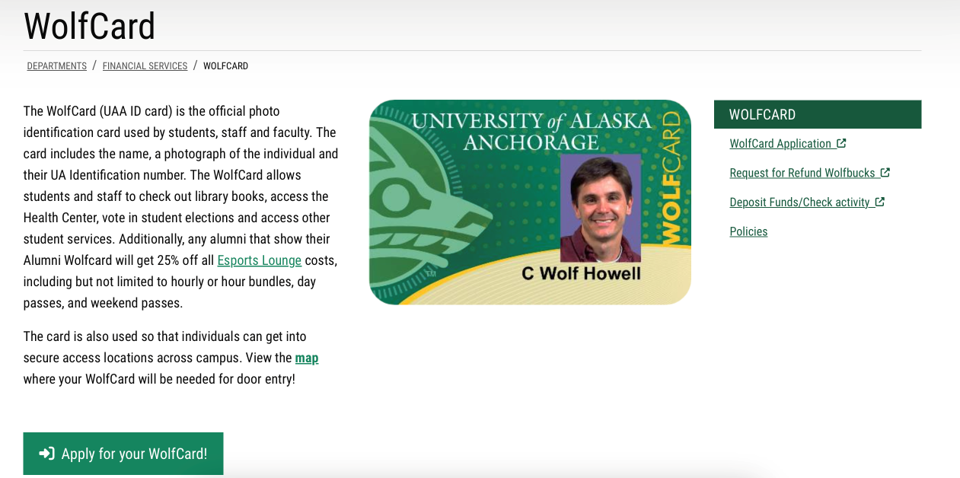 WolfCard
DEPARTMENTS / FINANCIAL SERVICES / WOLFCARD
The WolfCard (UAA ID card) is the official photo
identification card used by students, staff and faculty. The
card includes the name, a photograph of the individual and
their UA Identification number. The WolfCard allows
students and staff to check out library books, access the
Health Center, vote in student elections and access other
student services. Additionally, any alumni that show their
Alumni Wolfcard will get 25% off all Esports Lounge costs,
including but not limited to hourly or hour bundles, day
passes, and weekend passes.
The card is also used so that individuals can get into
secure access locations across campus. View the map
where your WolfCard will be needed for door entry!
Apply for your WolfCard!
UNIVERSITY of ALASKA
ANCHORAGE
WOLFCARD
TM
C Wolf Howell
WOLFCARD
WolfCard Application
Request for Refund Wolfbucks
Deposit Funds/Check activity
Policies